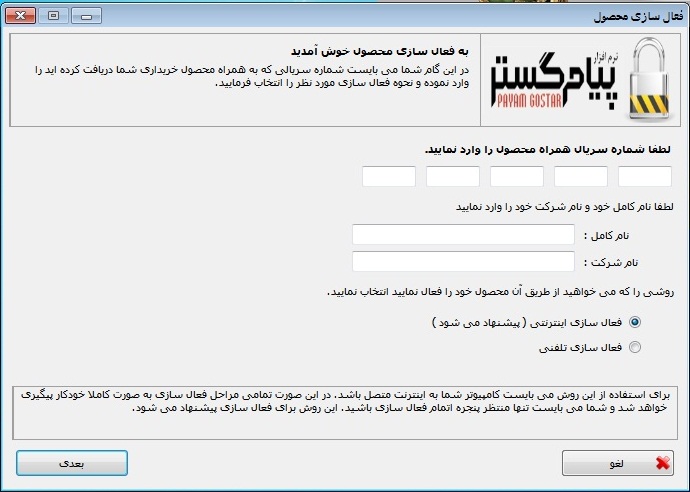 فعال سازی محصول
نرم افزار
پیام گستر
PAYAM GOSTAR
به فعال سازی محصول خوش آمدید
در این گام شما می بایست شماره سریالی که به همراه محصول خریداری شما دریافت کرده اید را
وارد نموده و نحوه فعال سازی مورد نظر را انتخاب فرمایید.
لطفا شماره سریال همراه محصول را وارد نمایید.
لطفا نام کامل خود و نام شرکت خود را وارد نمایید
نام کامل :
نام شرکت :
روشی را که می خواهید از طریق آن محصول خود را فعال نمایید انتخاب نمایید.
فعال سازی اینترنتی ( پیشنهاد می شود )
فعال سازی تلفنی
برای استفاده از این روش می بایست کامپیوتر شما به اینترنت متصل باشد. در این صورت تمامی مراحل فعال سازی به صورت کاملا خودکار پیگیری
خواهد شد و شما می بایست تنها منتظر پنجره اتمام فعال سازی باشید. این روش برای فعال سازی پیشنهاد می شود.
لغو
بعدی